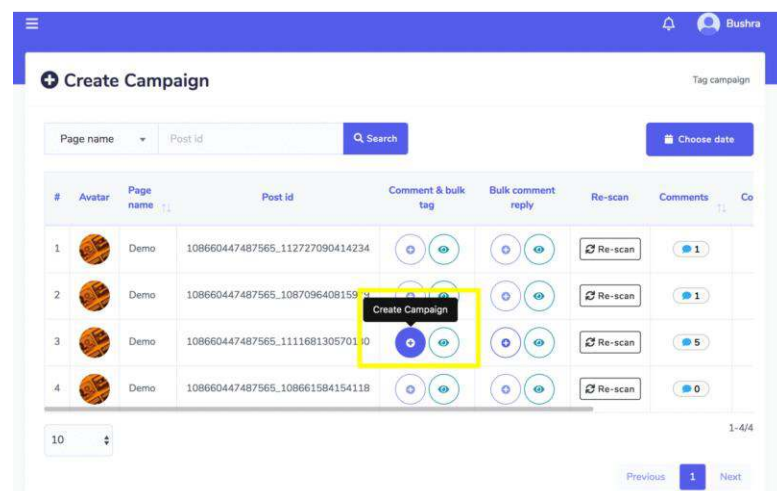 Bushra
Create Campaign
Tag campaign
Page name
Post id
Search
Choose date
# Avatar Page name Post id Comment & bulk tag Bulk comment reply Re-scan Comments Co
1 Demo 108660447487565_112727090414234 Re-scan 1
2 Demo Re-scan 1
Create Campaign
3 Demo Re-scan 5
4 Demo 108660447487565_108661584154118 Re-scan 0
10
1-4/4
Previous 1 Next